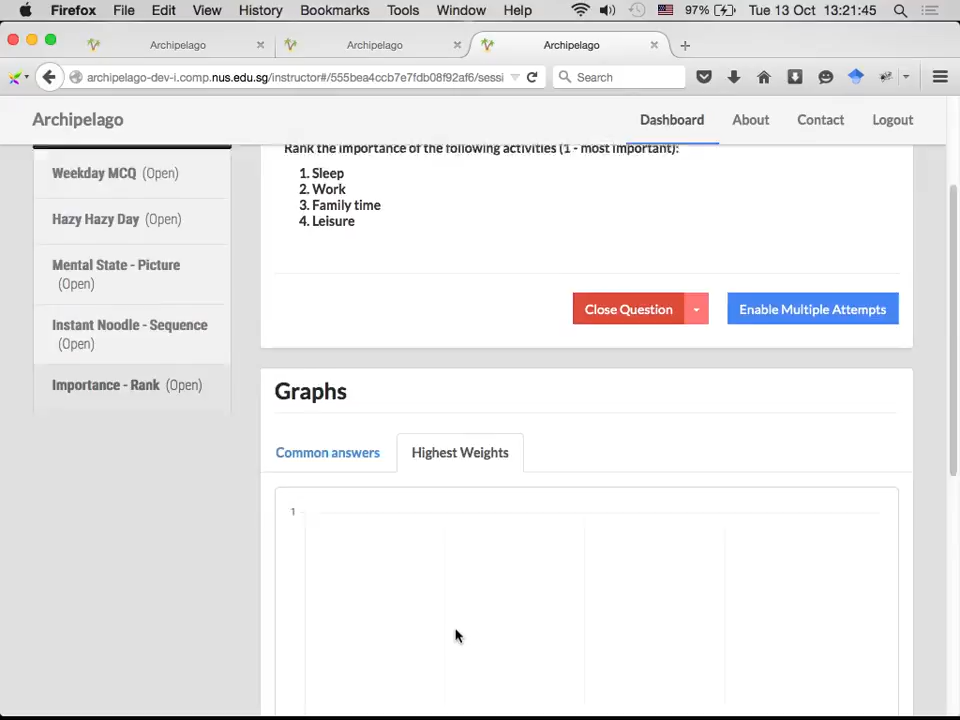 Firefox File Edit View History Bookmarks Tools Window Help 97% Tue 13 Oct 13:21:45
Archipelago Archipelago Archipelago
archipelago-dev-i.comp.nus.edu.sg/instructor#/555bea4ccb7e7fdb08f92af6/sessi Search
Archipelago Dashboard About Contact Logout
Weekday MCQ (Open)
Hazy Hazy Day (Open)
Mental State - Picture
(Open)
Instant Noodle - Sequence
(Open)
Importance - Rank (Open)
Rank the importance of the following activities (1 - most important):
1. Sleep
2. Work
3. Family time
4. Leisure
Close Question Enable Multiple Attempts
Graphs
Common answers Highest Weights
1